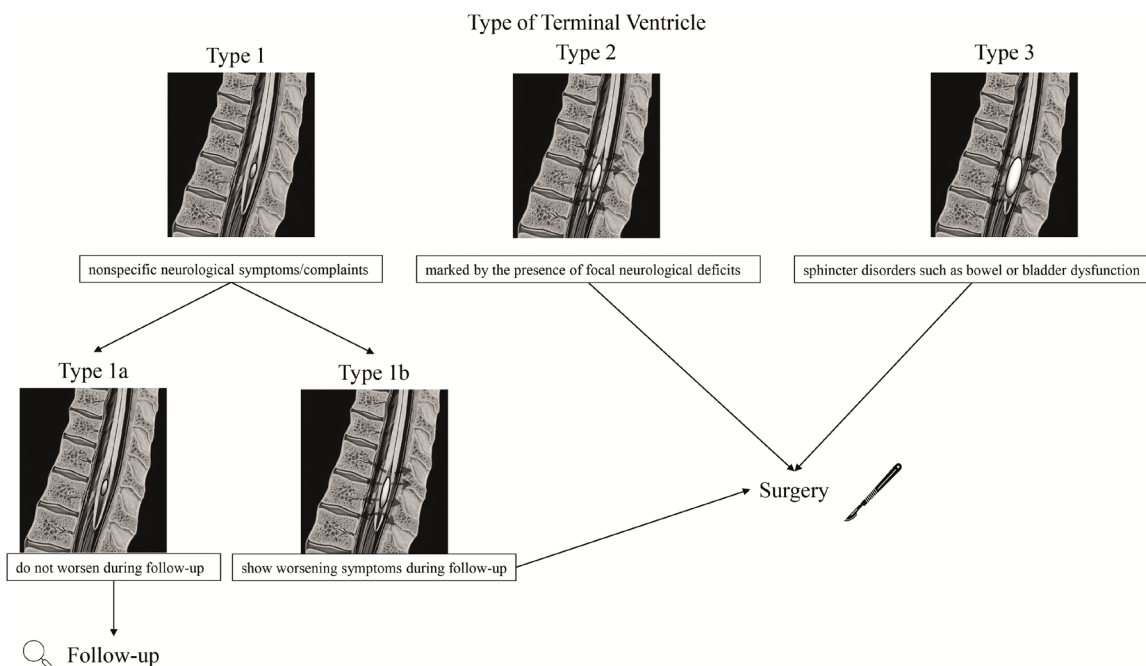 Type of Terminal Ventricle
Type 1
Type 2
Type 3
nonspecific neurological symptoms/complaints
marked by the presence of focal neurological deficits
sphincter disorders such as bowel or bladder dysfunction
Type 1a
Type 1b
Surgery
do not worsen during follow-up
show worsening symptoms during follow-up
Follow-up